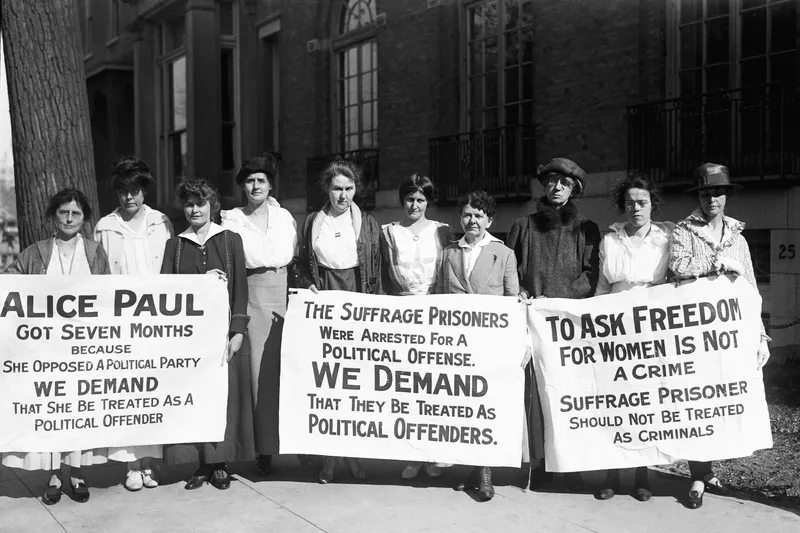 ALICE PAUL
GOT SEVEN MONTHS
BECAUSE
SHE OPPOSED A POLITICAL PARTY
WE DEMAND
THAT SHE BE TREATED AS A
POLITICAL OFFENDER
THE SUFFRAGE PRISONERS
WERE ARRESTED FOR A
POLITICAL OFFENSE.
WE DEMAND
THAT THEY BE TREATED AS
POLITICAL OFFENDERS.
TO ASK FREEDOM
FOR WOMEN IS NOT
A CRIME
SUFFRAGE PRISONER
SHOULD NOT BE TREATED
AS CRIMINALS
25